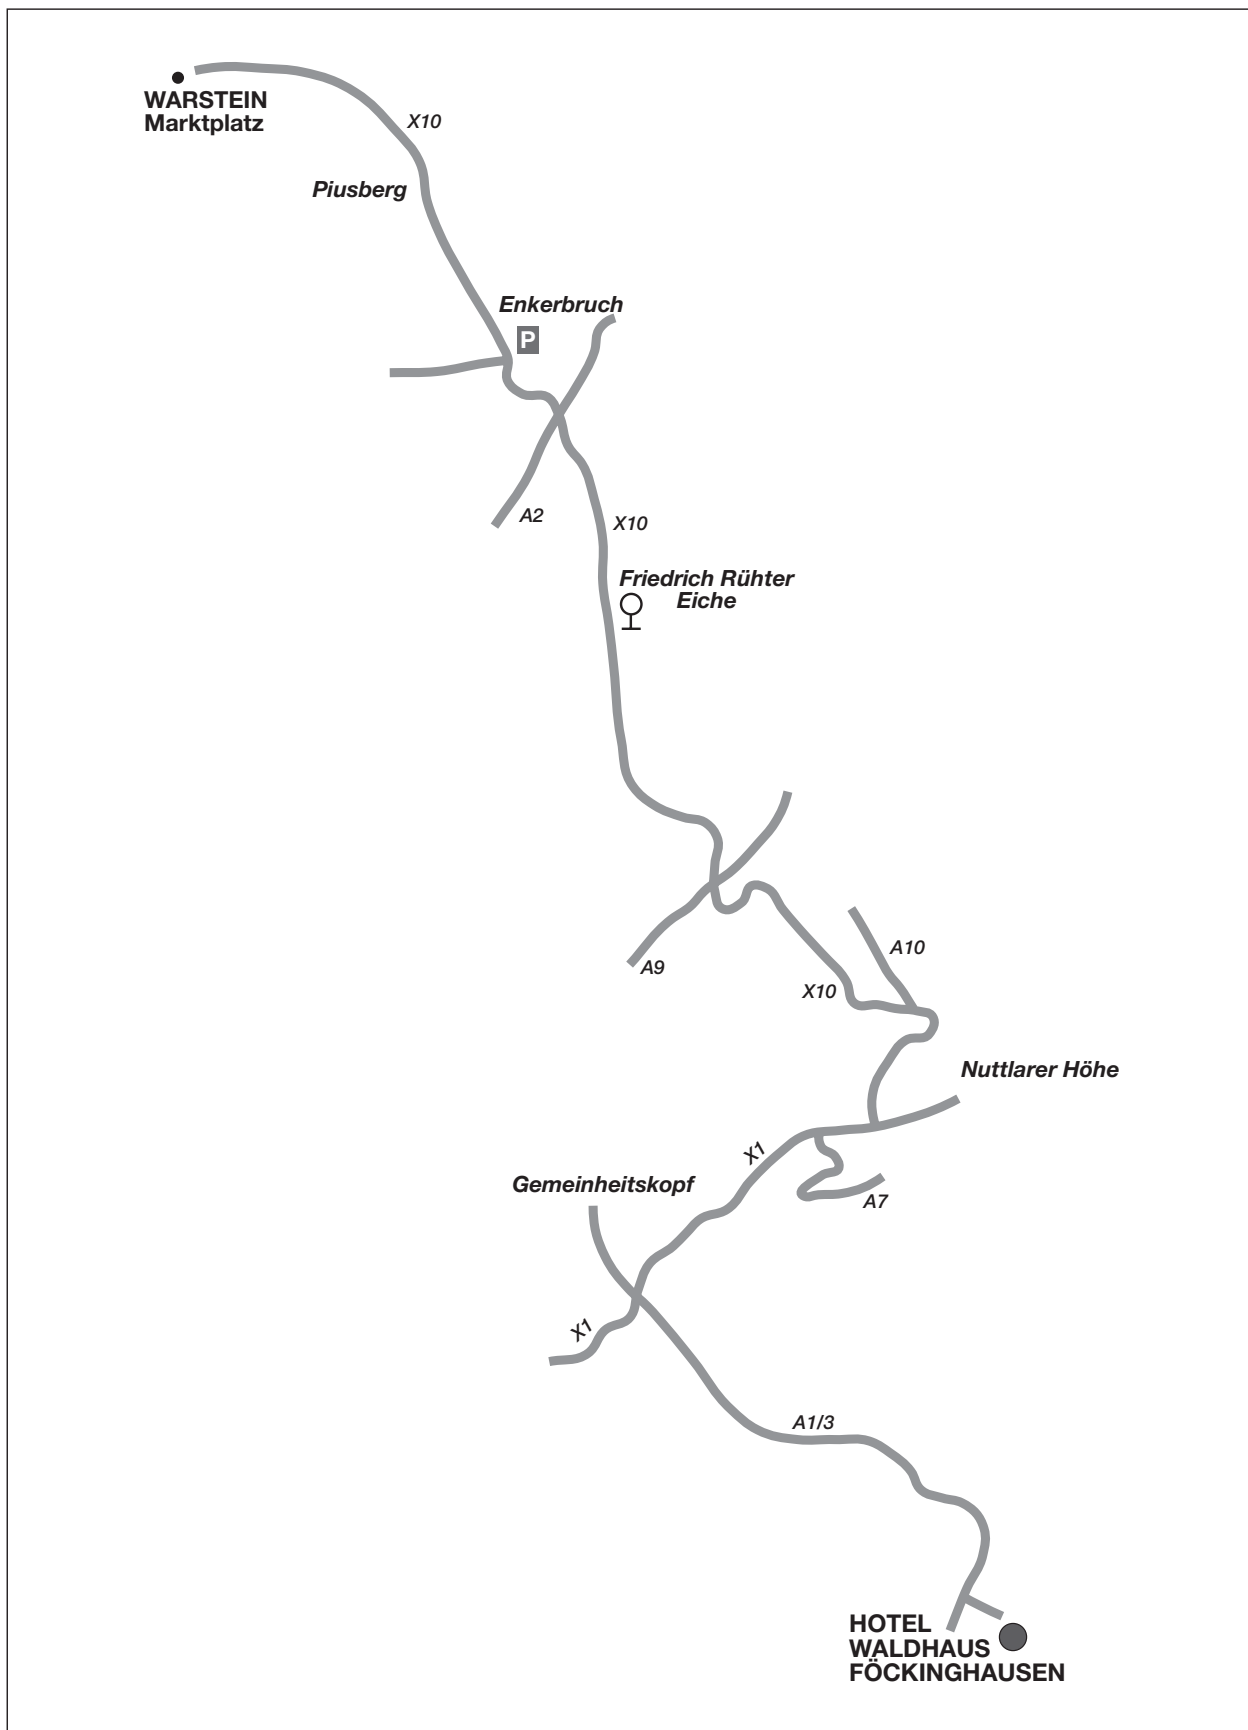 WARSTEIN
Marktplatz
X10
Piusberg
Enkerbruch
P
A2
X10
Friedrich Rühter
Eiche
A9
A10
X10
Nuttlarer Höhe
X1
Gemeinheitskopf
A7
X1
A1/3
HOTEL
WALDHAUS
FÖCKINGHAUSEN